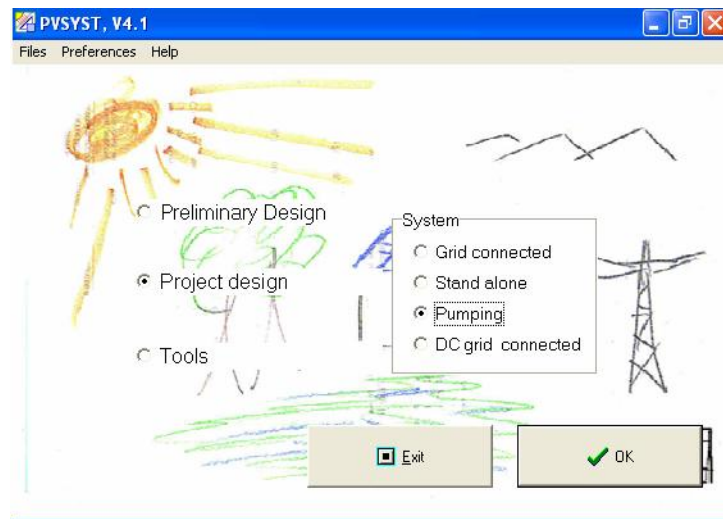 PVSYST, V4.1
Files Preferences Help
Preliminary Design
System
Grid connected
Project design
Stand alone
Pumping
DC grid connected
Tools
Exit
OK